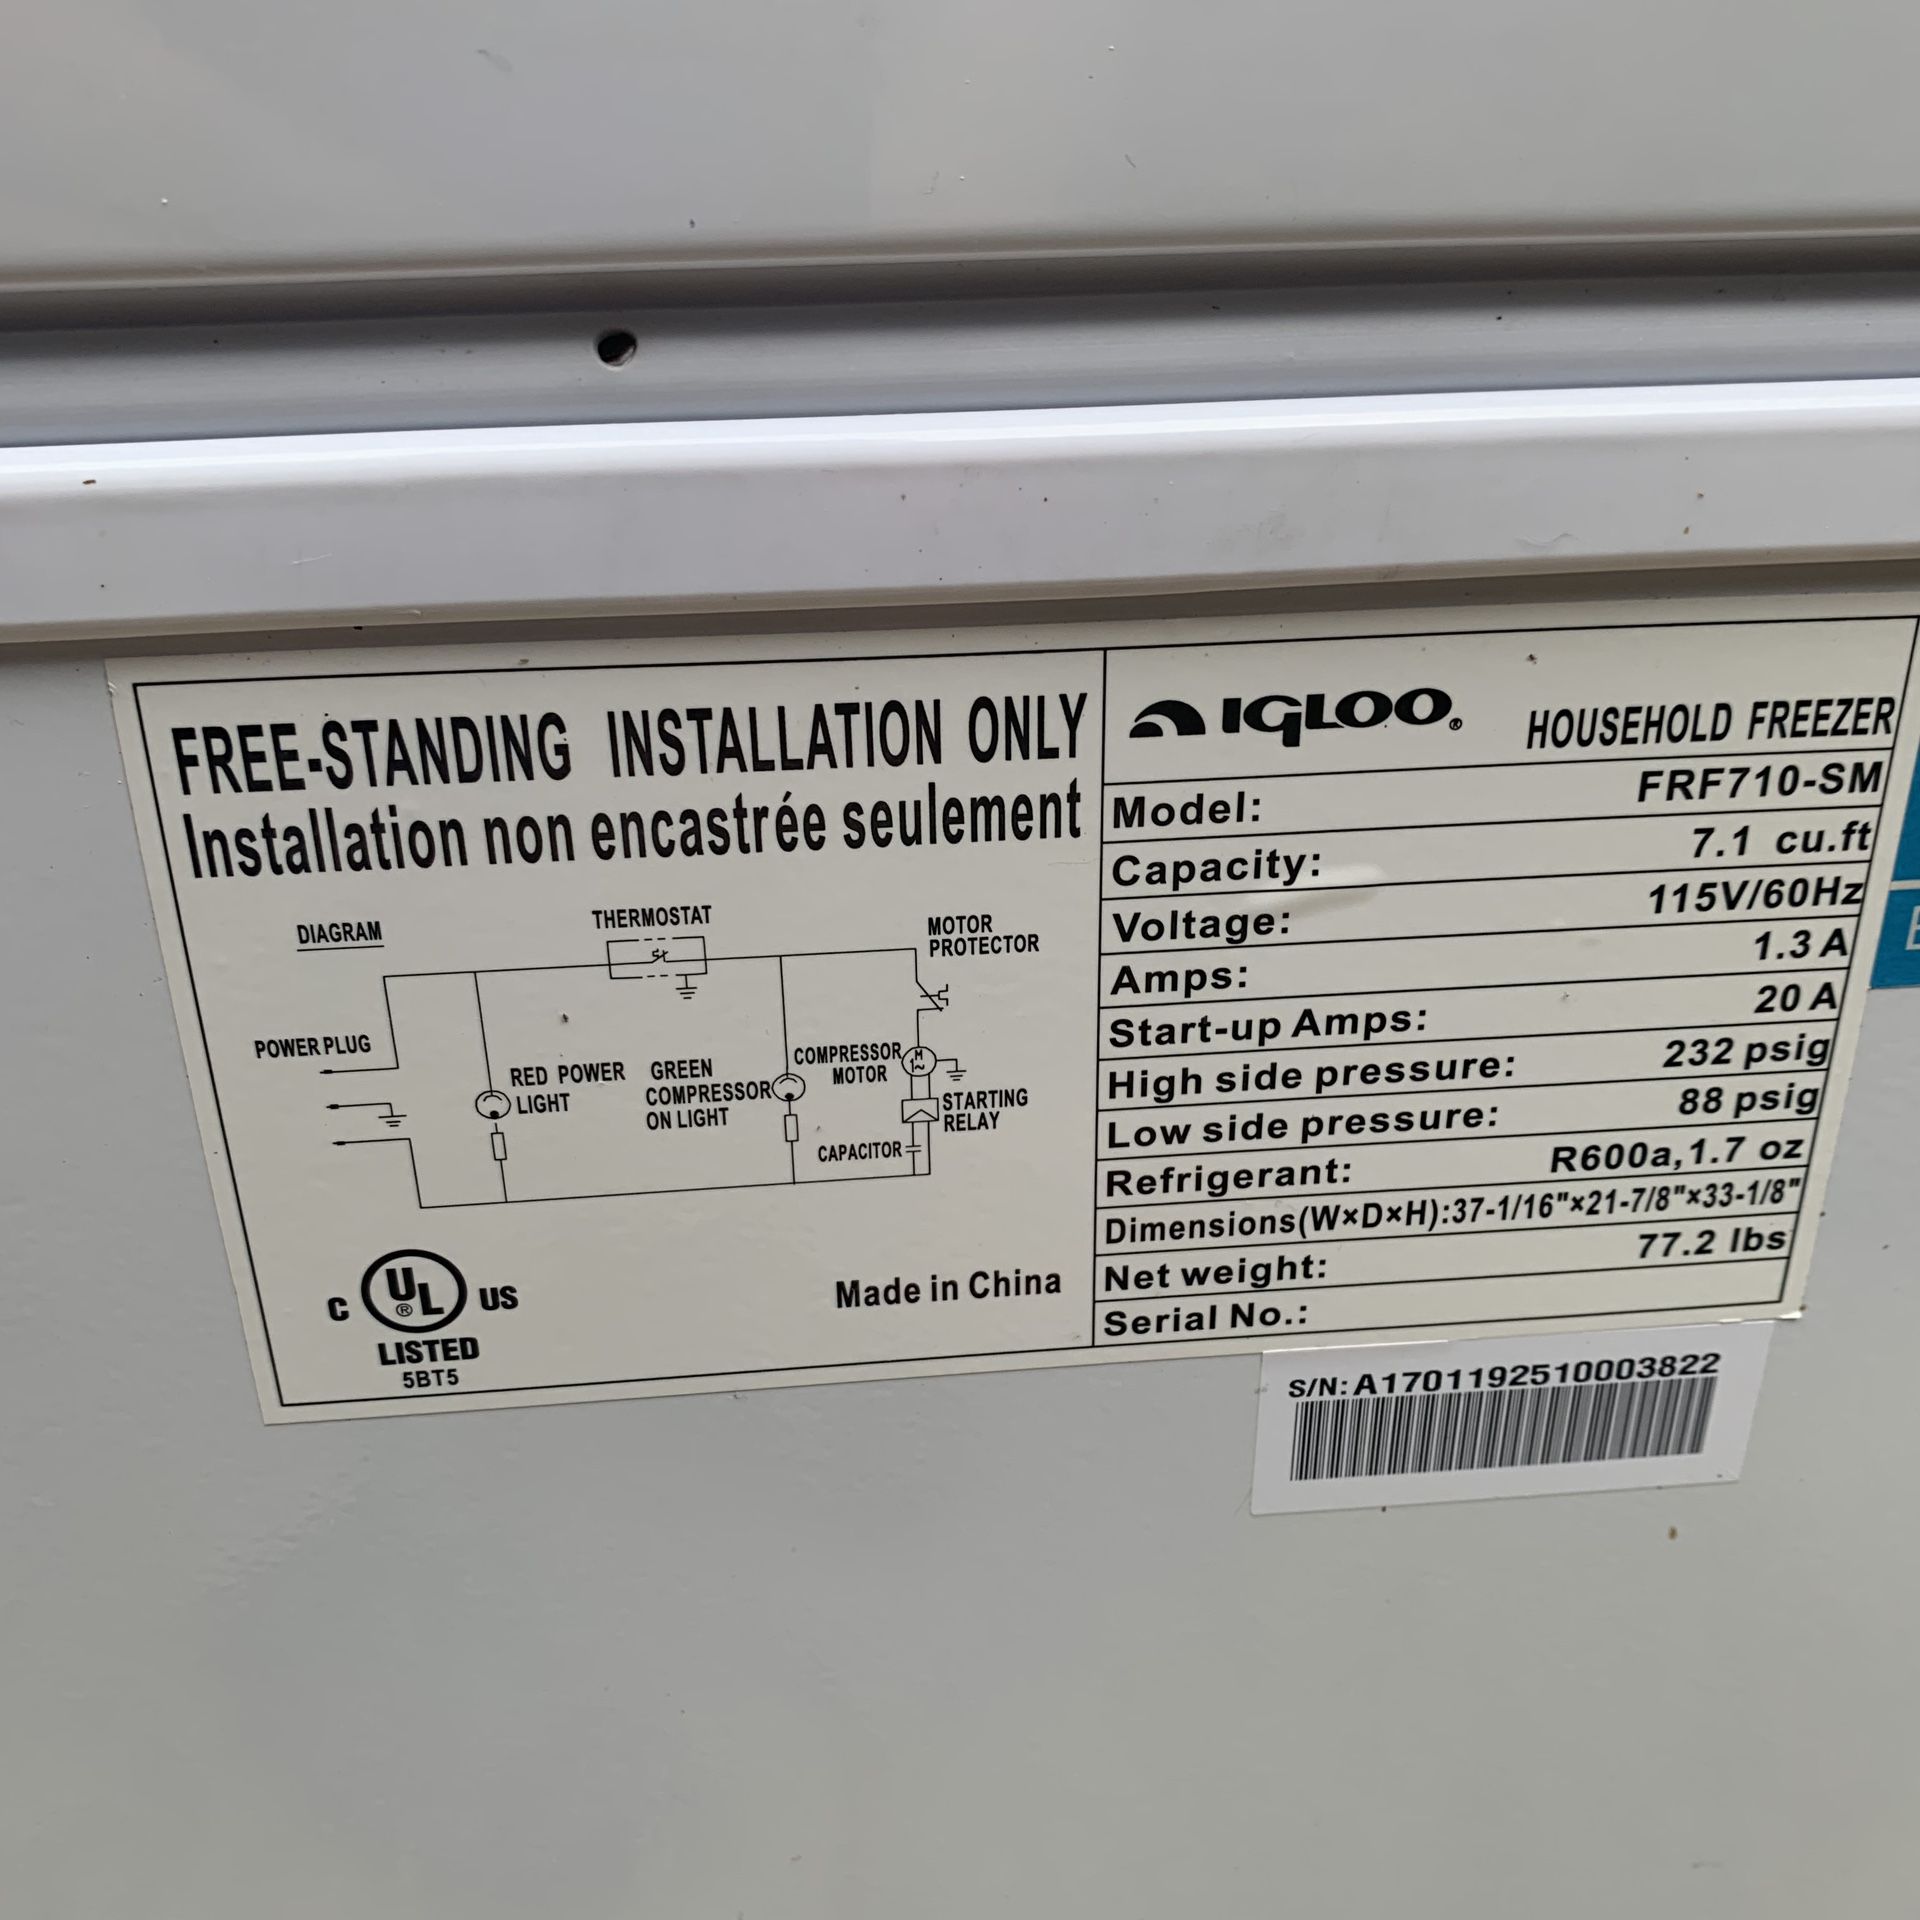 FREE-STANDING INSTALLATION ONLY
Installation non encastrée seulement
DIAGRAM
THERMOSTAT
MOTOR
PROTECTOR
POWER PLUG
RED POWER
LIGHT
GREEN
COMPRESSOR
ON LIGHT
COMPRESSOR
MOTOR
M
1~
STARTING
RELAY
CAPACITOR
C UL® US
LISTED
5BT5
Made in China
IGLOO® HOUSEHOLD FREEZER
Model: FRF710-SM
Capacity: 7.1 cu.ft
Voltage: 115V/60Hz
Amps: 1.3 A
Start-up Amps: 20 A
High side pressure: 232 psig
Low side pressure: 88 psig
Refrigerant: R600a,1.7 oz
Dimensions(W×D×H):37-1/16"×21-7/8"×33-1/8"
Net weight: 77.2 lbs
Serial No.:
S/N: A1701192510003822